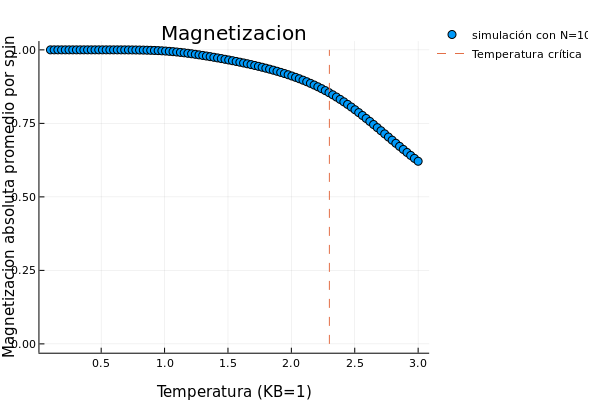 Magnetizacion
simulación con N=10
Temperatura crítica
Magnetizacion absoluta promedio por spin
1.00
0.75
0.50
0.25
0.00
0.5
1.0
1.5
2.0
2.5
3.0
Temperatura (KB=1)